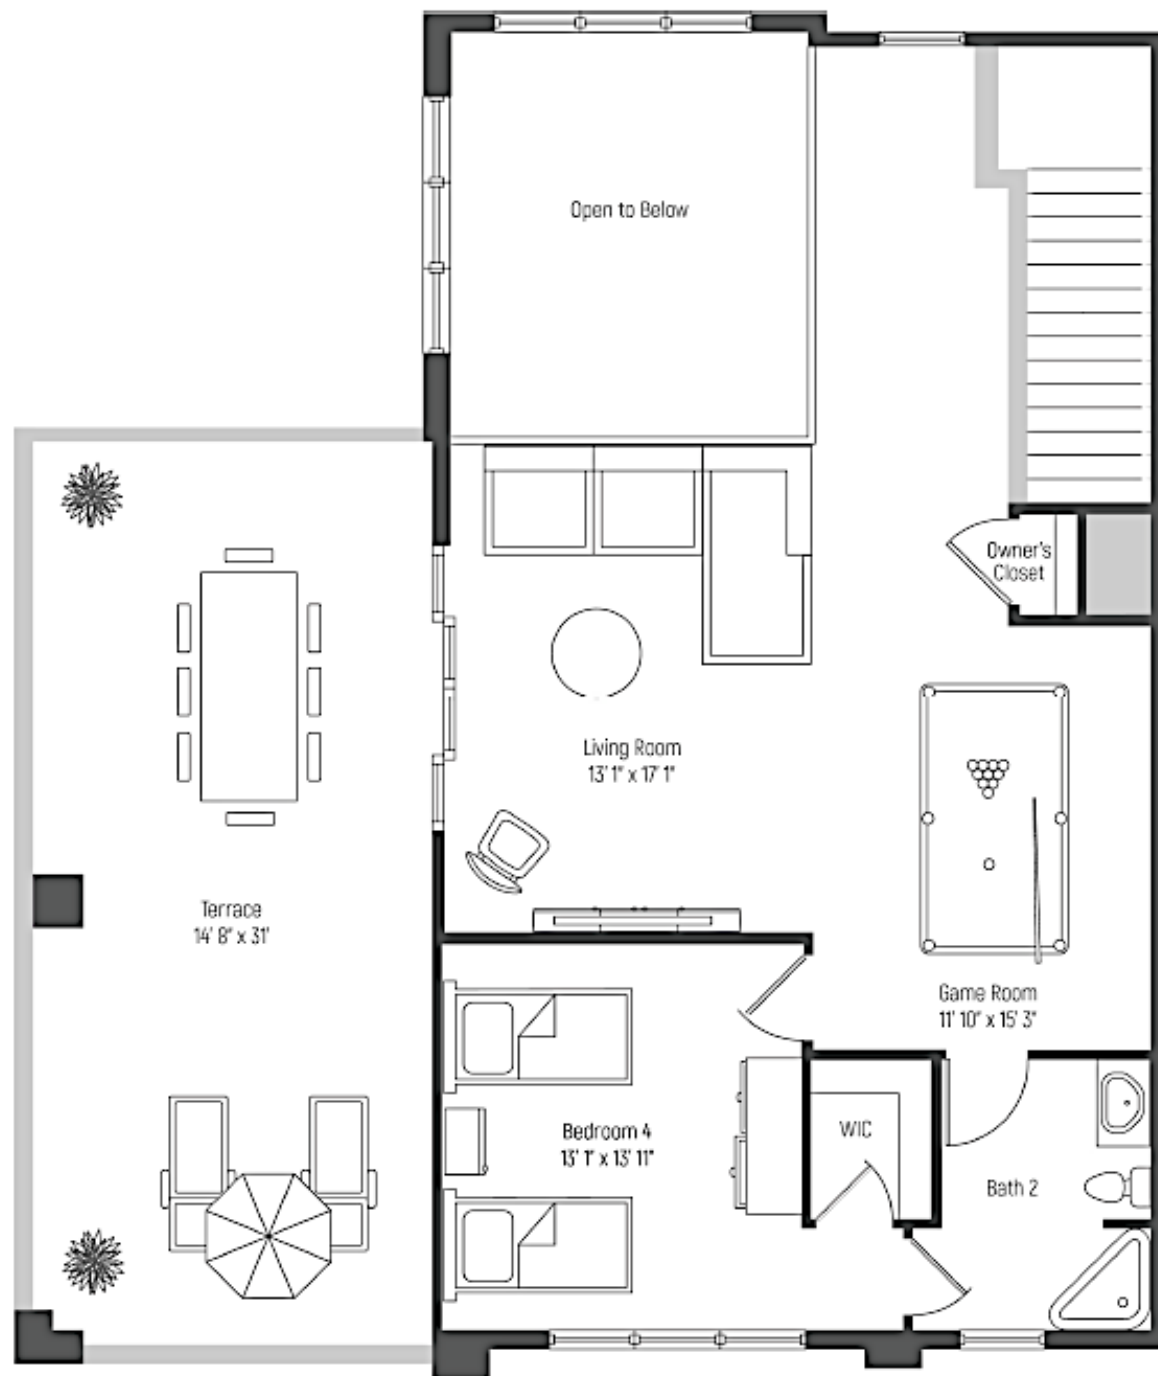 Open to Below
Owner's
Closet
Living Room
13' 1" x 17' 1"
Terrace
14' 8" x 31'
Game Room
11' 10" x 15' 3"
Bedroom 4
13' 1" x 13' 11"
WIC
Bath 2